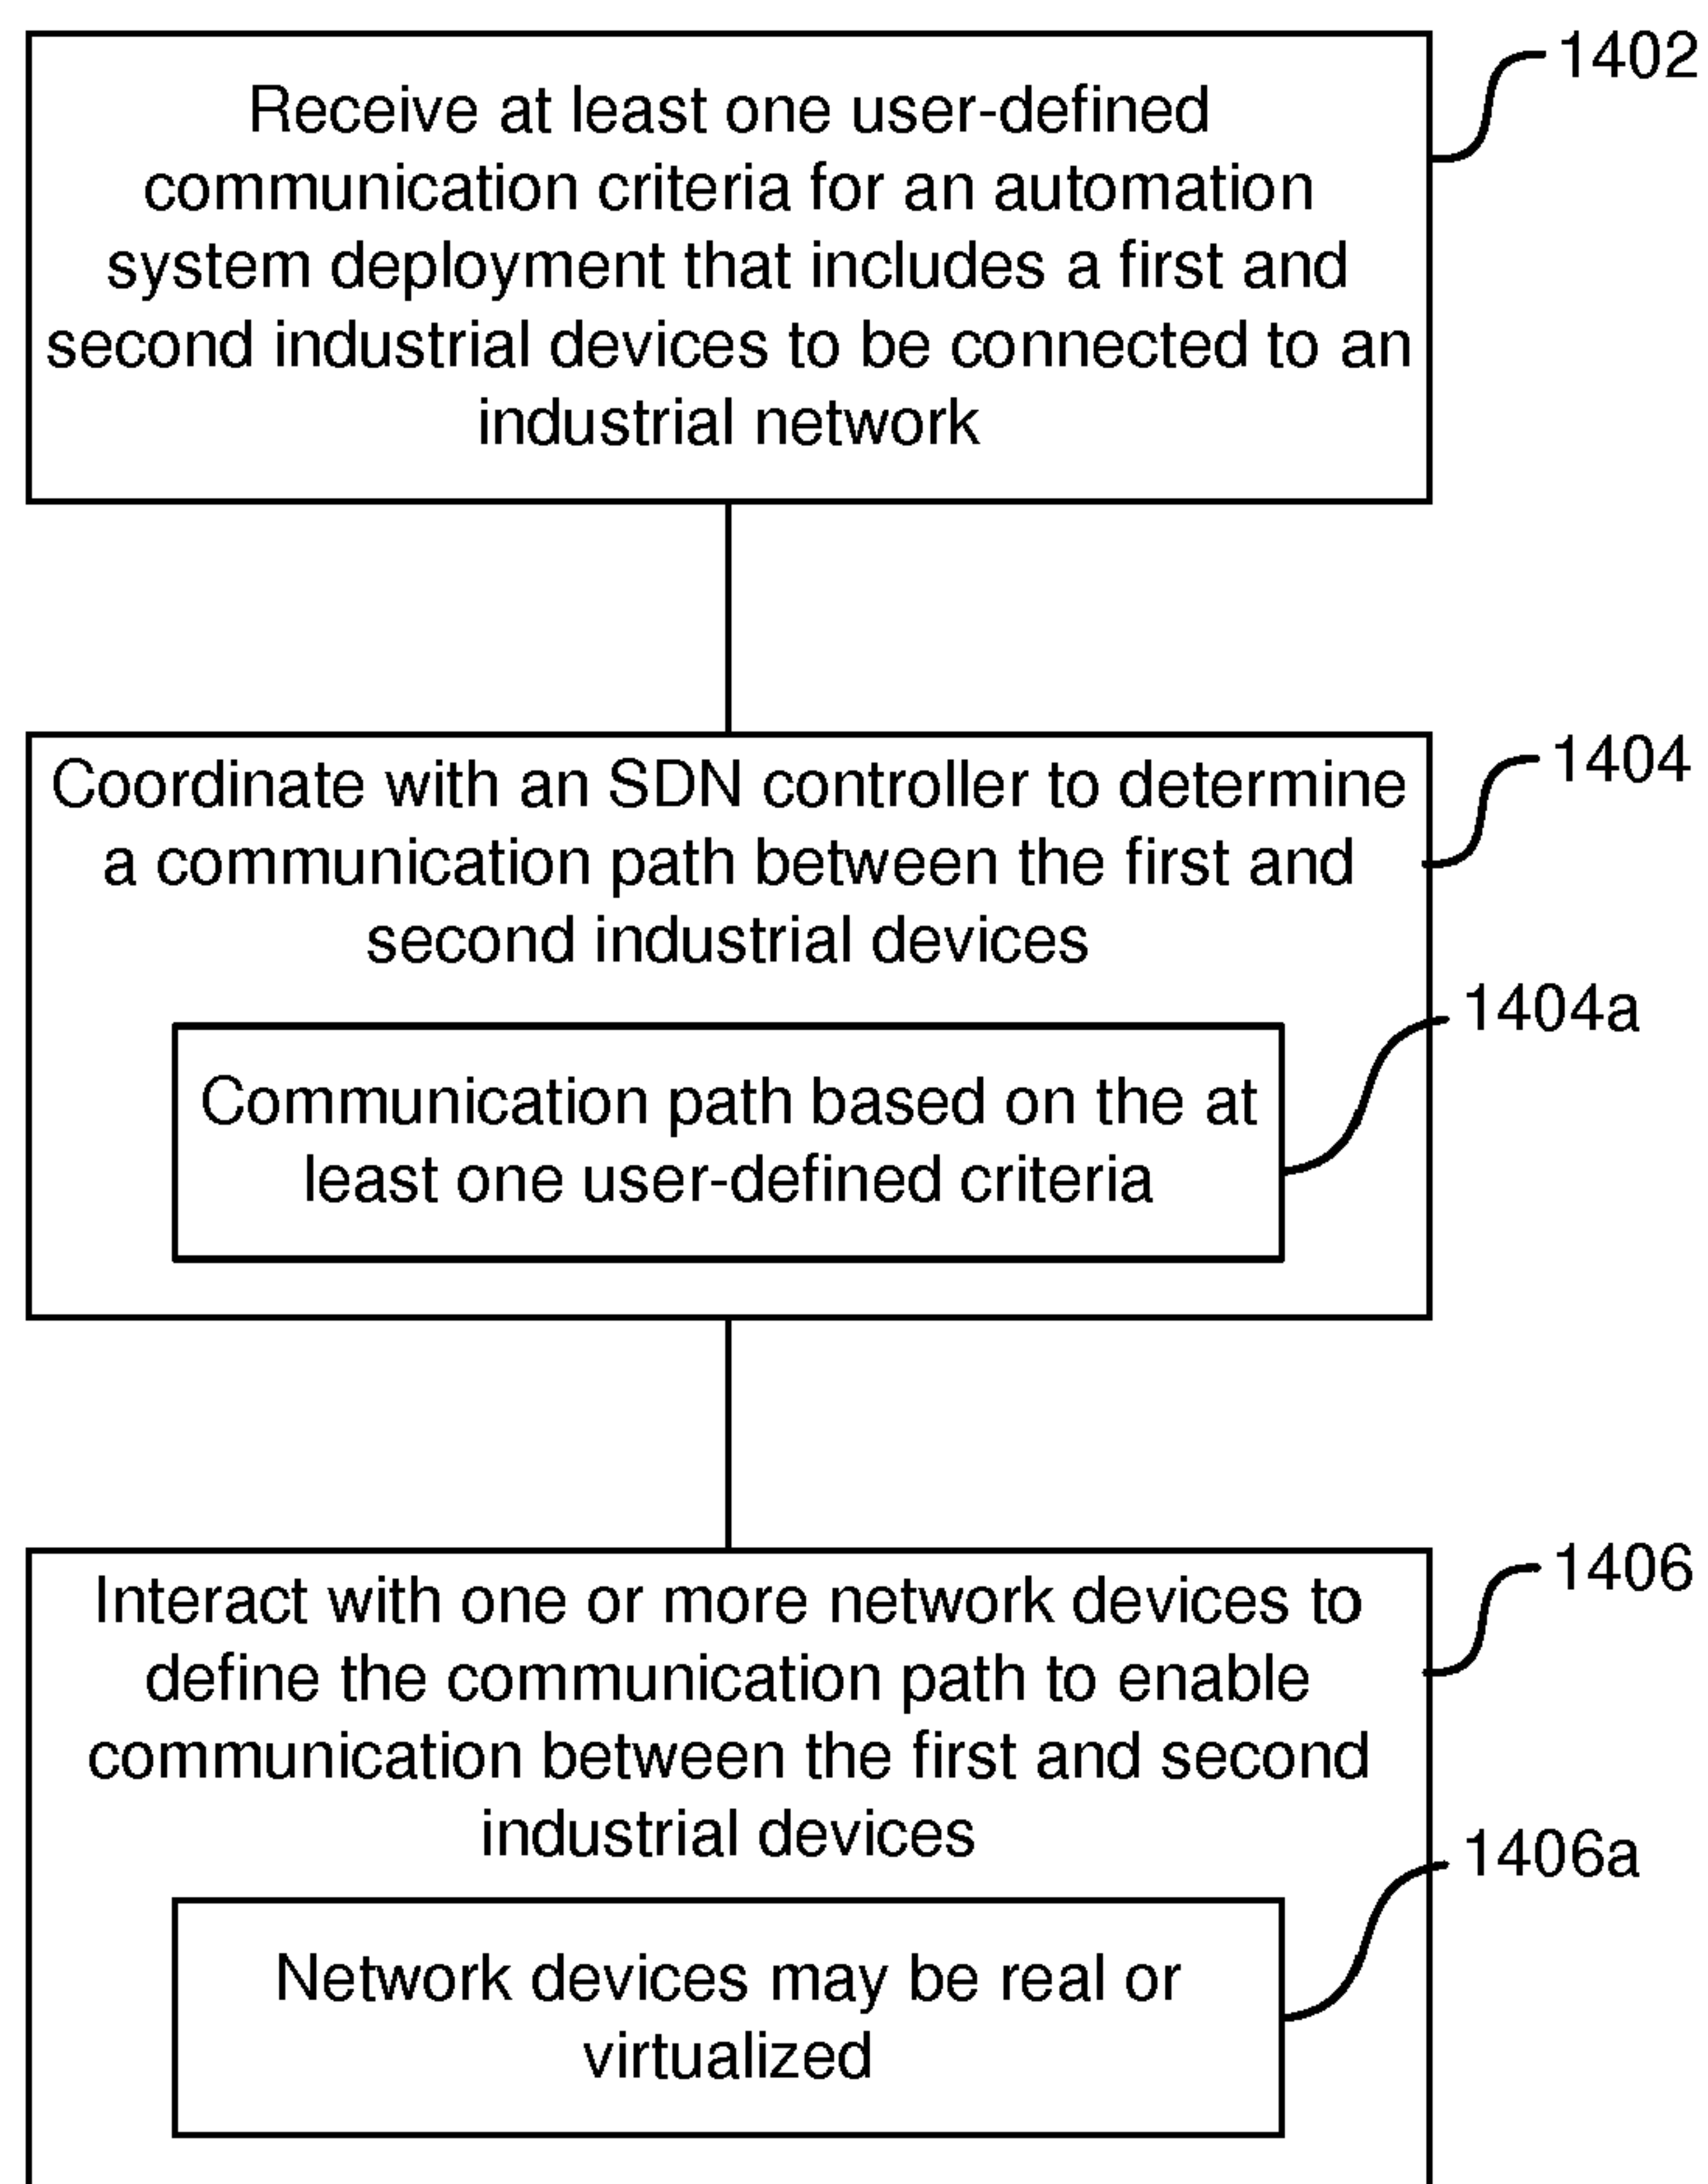 Receive at least one user-defined
communication criteria for an automation
system deployment that includes a first and
second industrial devices to be connected to an
industrial network
1402
Coordinate with an SDN controller to determine
a communication path between the first and
second industrial devices
1404
Communication path based on the at
least one user-defined criteria
1404a
Interact with one or more network devices to
define the communication path to enable
communication between the first and second
industrial devices
1406
Network devices may be real or
virtualized
1406a